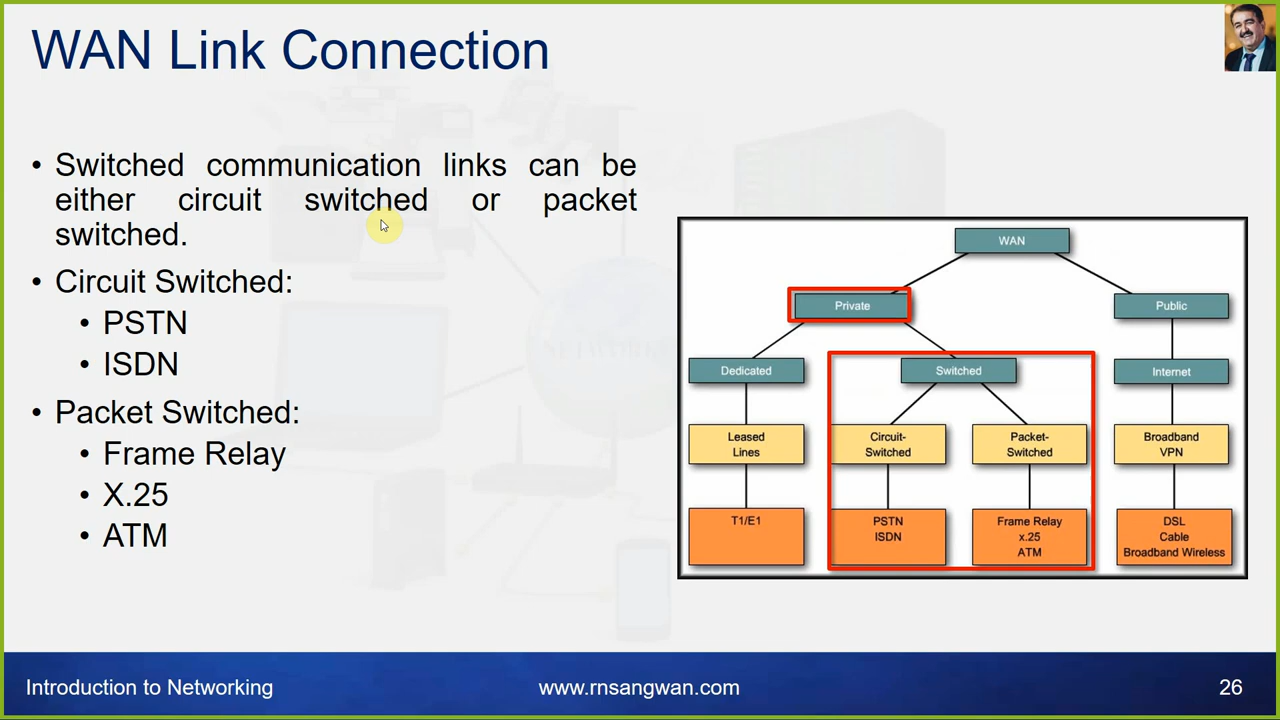 WAN Link Connection
• Switched communication links can be
either circuit switched or packet
switched.
• Circuit Switched:
• PSTN
• ISDN
• Packet Switched:
• Frame Relay
• X.25
• ATM
WAN
Private
Public
Dedicated
Switched
Internet
Leased
Lines
Circuit-
Switched
Packet-
Switched
Broadband
VPN
T1/E1
PSTN
ISDN
Frame Relay
x.25
ATM
DSL
Cable
Broadband Wireless
NETWORK
Introduction to Networking
www.rnsangwan.com
26